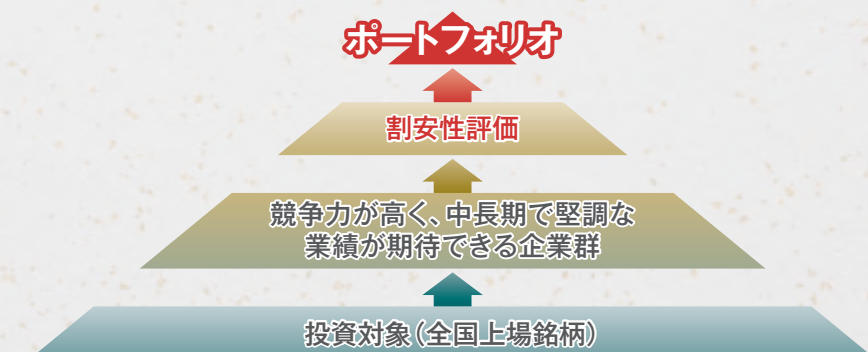 ポートフォリオ
割安性評価
競争力が高く、中長期で堅調な
業績が期待できる企業群
投資対象（全国上場銘柄）